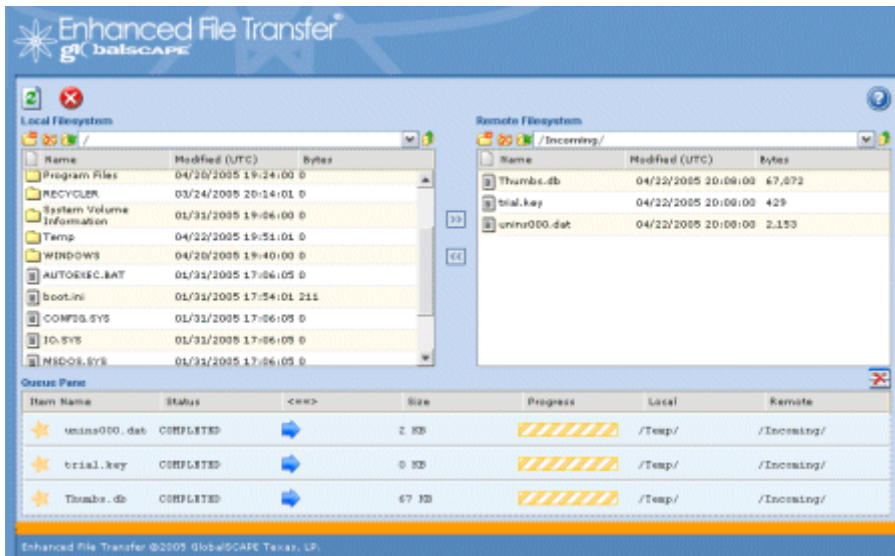 Enhanced File Transfer
globalSCAPE
Local Filesystem
/
Name Modified (UTC) Bytes
Program Files 04/20/2005 19:24:00 0
RECYCLER 03/24/2005 20:14:01 0
System Volume Information 01/31/2005 19:06:00 0
Temp 04/22/2005 19:51:01 0
WINDOWS 04/20/2005 19:40:00 0
AUTOEXEC.BAT 01/31/2005 17:06:05 0
boot.ini 01/31/2005 17:54:01 211
CONFIG.SYS 01/31/2005 17:06:05 0
IO.SYS 01/31/2005 17:06:05 0
MSDOS.SYS 01/31/2005 17:06:05 0
>>
<<
Remote Filesystem
/Incoming/
Name Modified (UTC) Bytes
Thumbs.db 04/22/2005 20:08:00 67,072
trial.key 04/22/2005 20:08:00 429
unins000.dat 04/22/2005 20:08:00 2,153
Queue Pane
Item Name Status <==> Size Progress Local Remote
unins000.dat COMPLETED 2 KB /Temp/ /Incoming/
trial.key COMPLETED 0 KB /Temp/ /Incoming/
Thumbs.db COMPLETED 67 KB /Temp/ /Incoming/
Enhanced File Transfer ©2005 GlobalSCAPE Texas, LP.